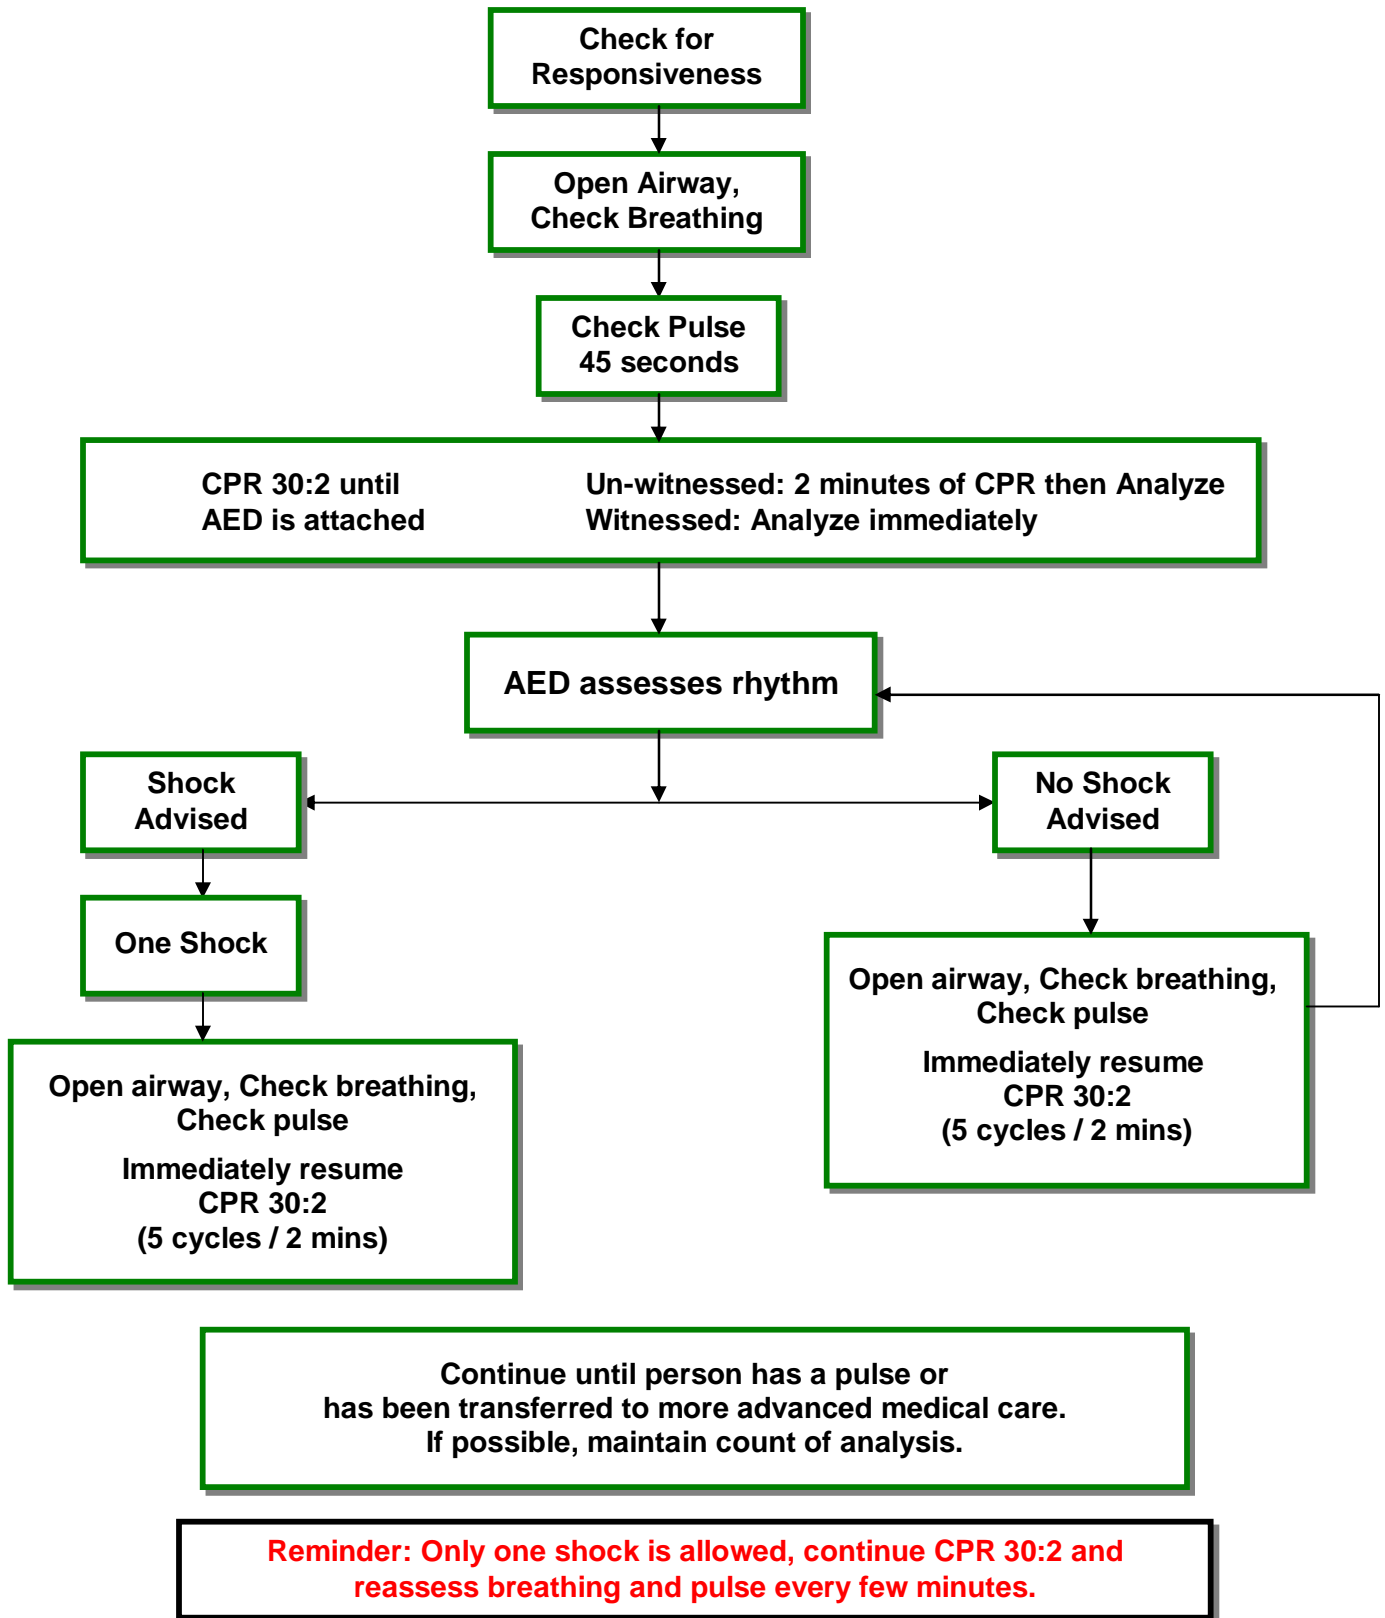 Check for
Responsiveness
Open Airway,
Check Breathing
Check Pulse
45 seconds
CPR 30:2 until
AED is attached
Un-witnessed: 2 minutes of CPR then Analyze
Witnessed: Analyze immediately
AED assesses rhythm
Shock
Advised
One Shock
Open airway, Check breathing,
Check pulse
Immediately resume
CPR 30:2
(5 cycles / 2 mins)
No Shock
Advised
Open airway, Check breathing,
Check pulse
Immediately resume
CPR 30:2
(5 cycles / 2 mins)
Continue until person has a pulse or
has been transferred to more advanced medical care.
If possible, maintain count of analysis.
Reminder: Only one shock is allowed, continue CPR 30:2 and
reassess breathing and pulse every few minutes.